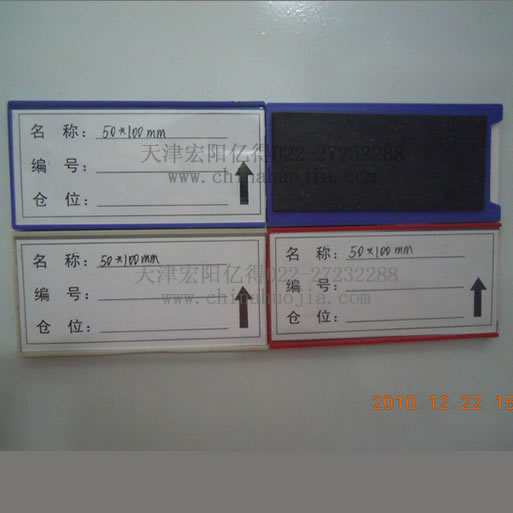 名 称： 50*100mm
编 号：
仓 位：
名 称： 50*100mm
编 号：
仓 位：
名 称： 50*100mm
编 号：
仓 位：
天津宏阳亿得022-27232288
www.chinahuojia.com
天津宏阳亿得022-27232288
www.chinahuojia.com
2010.12.22 15